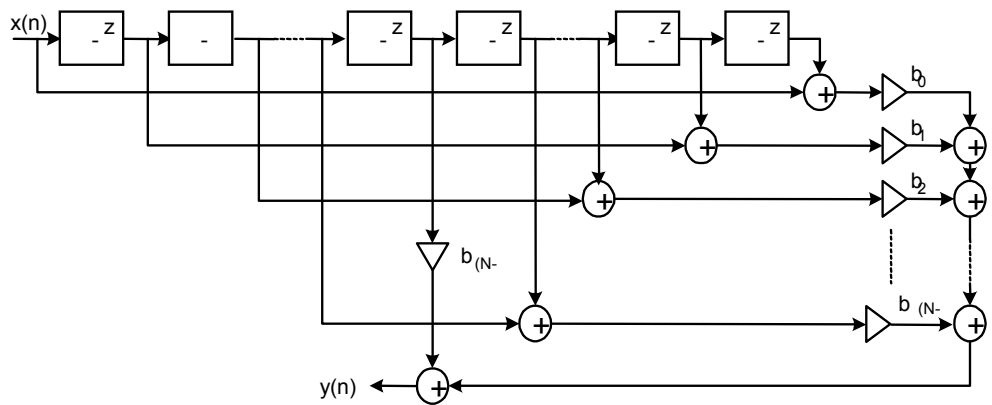 x(n)
- z
-
- z
- z
- z
- z
+
b0
+
b1
+
+
b2
+
b (N-
+
b (N-
+
y(n)
+